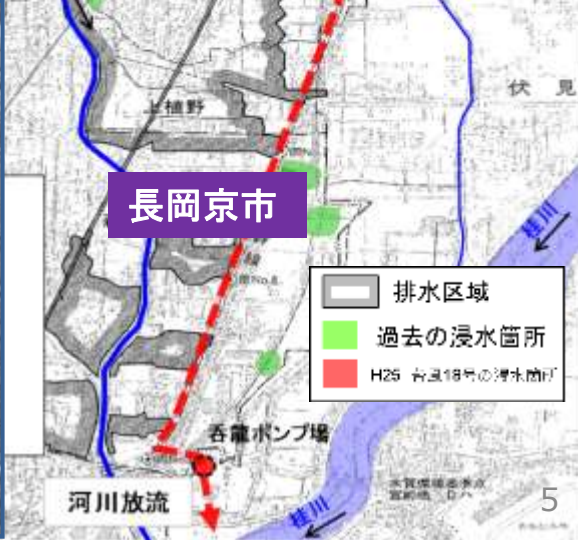 伏見
上植野
桂川
長岡京市
排水区域
過去の浸水箇所
H25 台風18号の浸水箇所
呑龍ポンプ場
河川放流
桂川
5